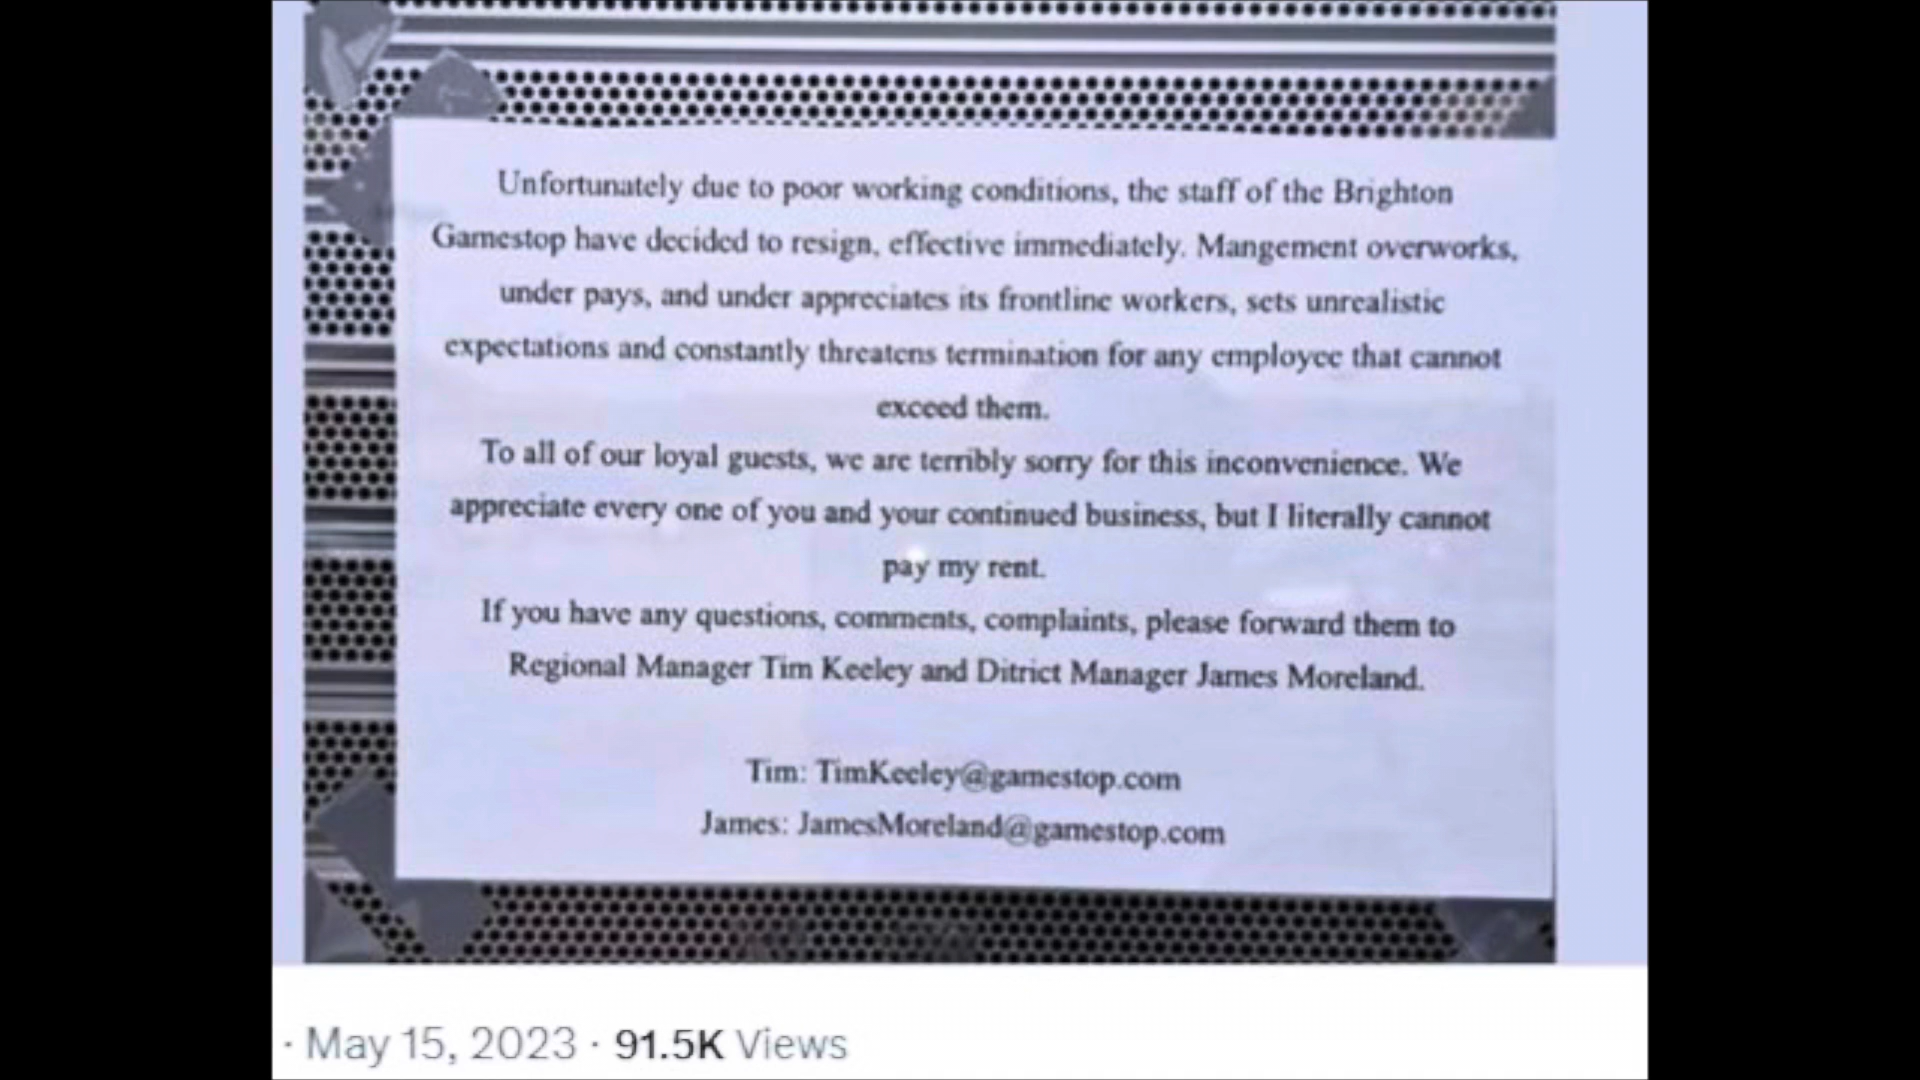 Unfortunately due to poor working conditions, the staff of the Brighton
Gamestop have decided to resign, effective immediately. Mangement overworks,
under pays, and under appreciates its frontline workers, sets unrealistic
expectations and constantly threatens termination for any employee that cannot
exceed them.
To all of our loyal guests, we are terribly sorry for this inconvenience. We
appreciate every one of you and your continued business, but I literally cannot
pay my rent.
If you have any questions, comments, complaints, please forward them to
Regional Manager Tim Keeley and Ditrict Manager James Moreland.
Tim: TimKeeley@gamestop.com
James: JamesMoreland@gamestop.com
· May 15, 2023 · 91.5K Views